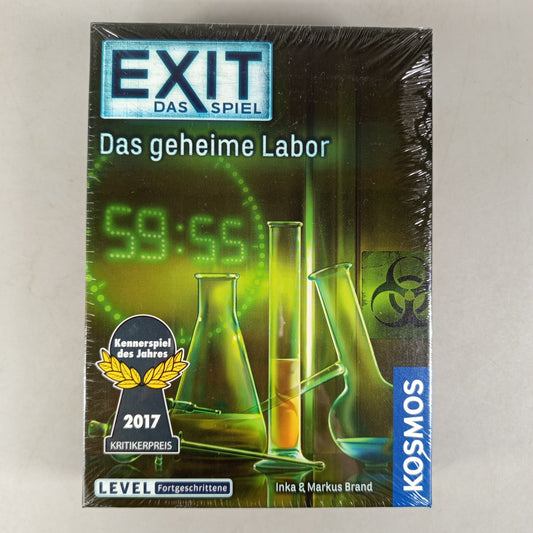 EXIT
DAS SPIEL
Das geheime Labor
59:55
Kennerspiel
des Jahres
2017
KRITIKERPREIS
LEVEL Fortgeschrittene
Inka & Markus Brand
KOSMOS